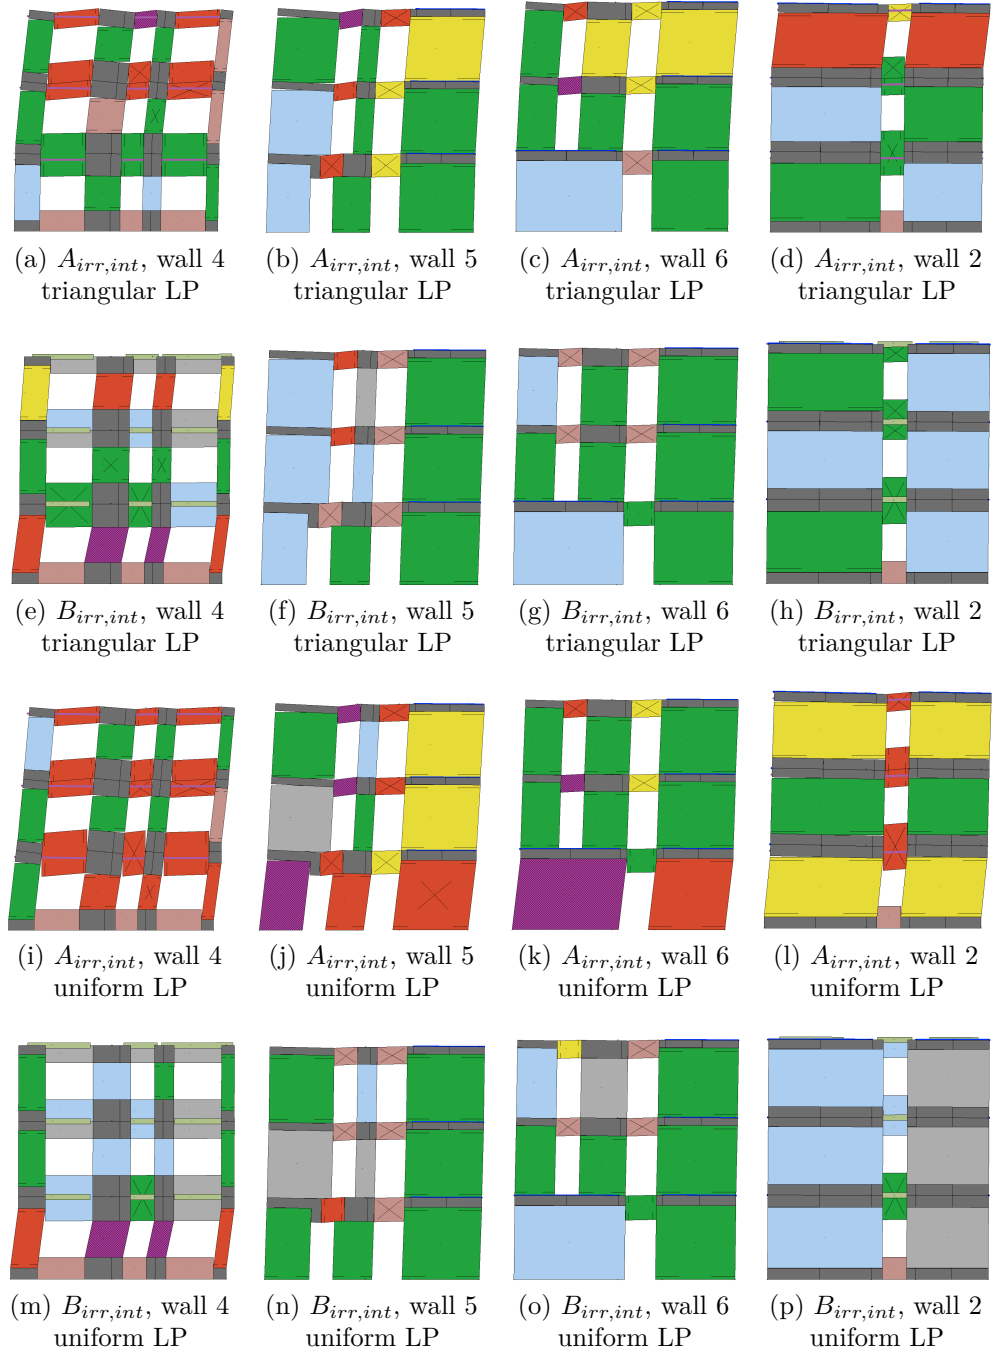 (a) A_{irr,int}, wall 4
triangular LP
(b) A_{irr,int}, wall 5
triangular LP
(c) A_{irr,int}, wall 6
triangular LP
(d) A_{irr,int}, wall 2
triangular LP
(e) B_{irr,int}, wall 4
triangular LP
(f) B_{irr,int}, wall 5
triangular LP
(g) B_{irr,int}, wall 6
triangular LP
(h) B_{irr,int}, wall 2
triangular LP
(i) A_{irr,int}, wall 4
uniform LP
(j) A_{irr,int}, wall 5
uniform LP
(k) A_{irr,int}, wall 6
uniform LP
(l) A_{irr,int}, wall 2
uniform LP
(m) B_{irr,int}, wall 4
uniform LP
(n) B_{irr,int}, wall 5
uniform LP
(o) B_{irr,int}, wall 6
uniform LP
(p) B_{irr,int}, wall 2
uniform LP